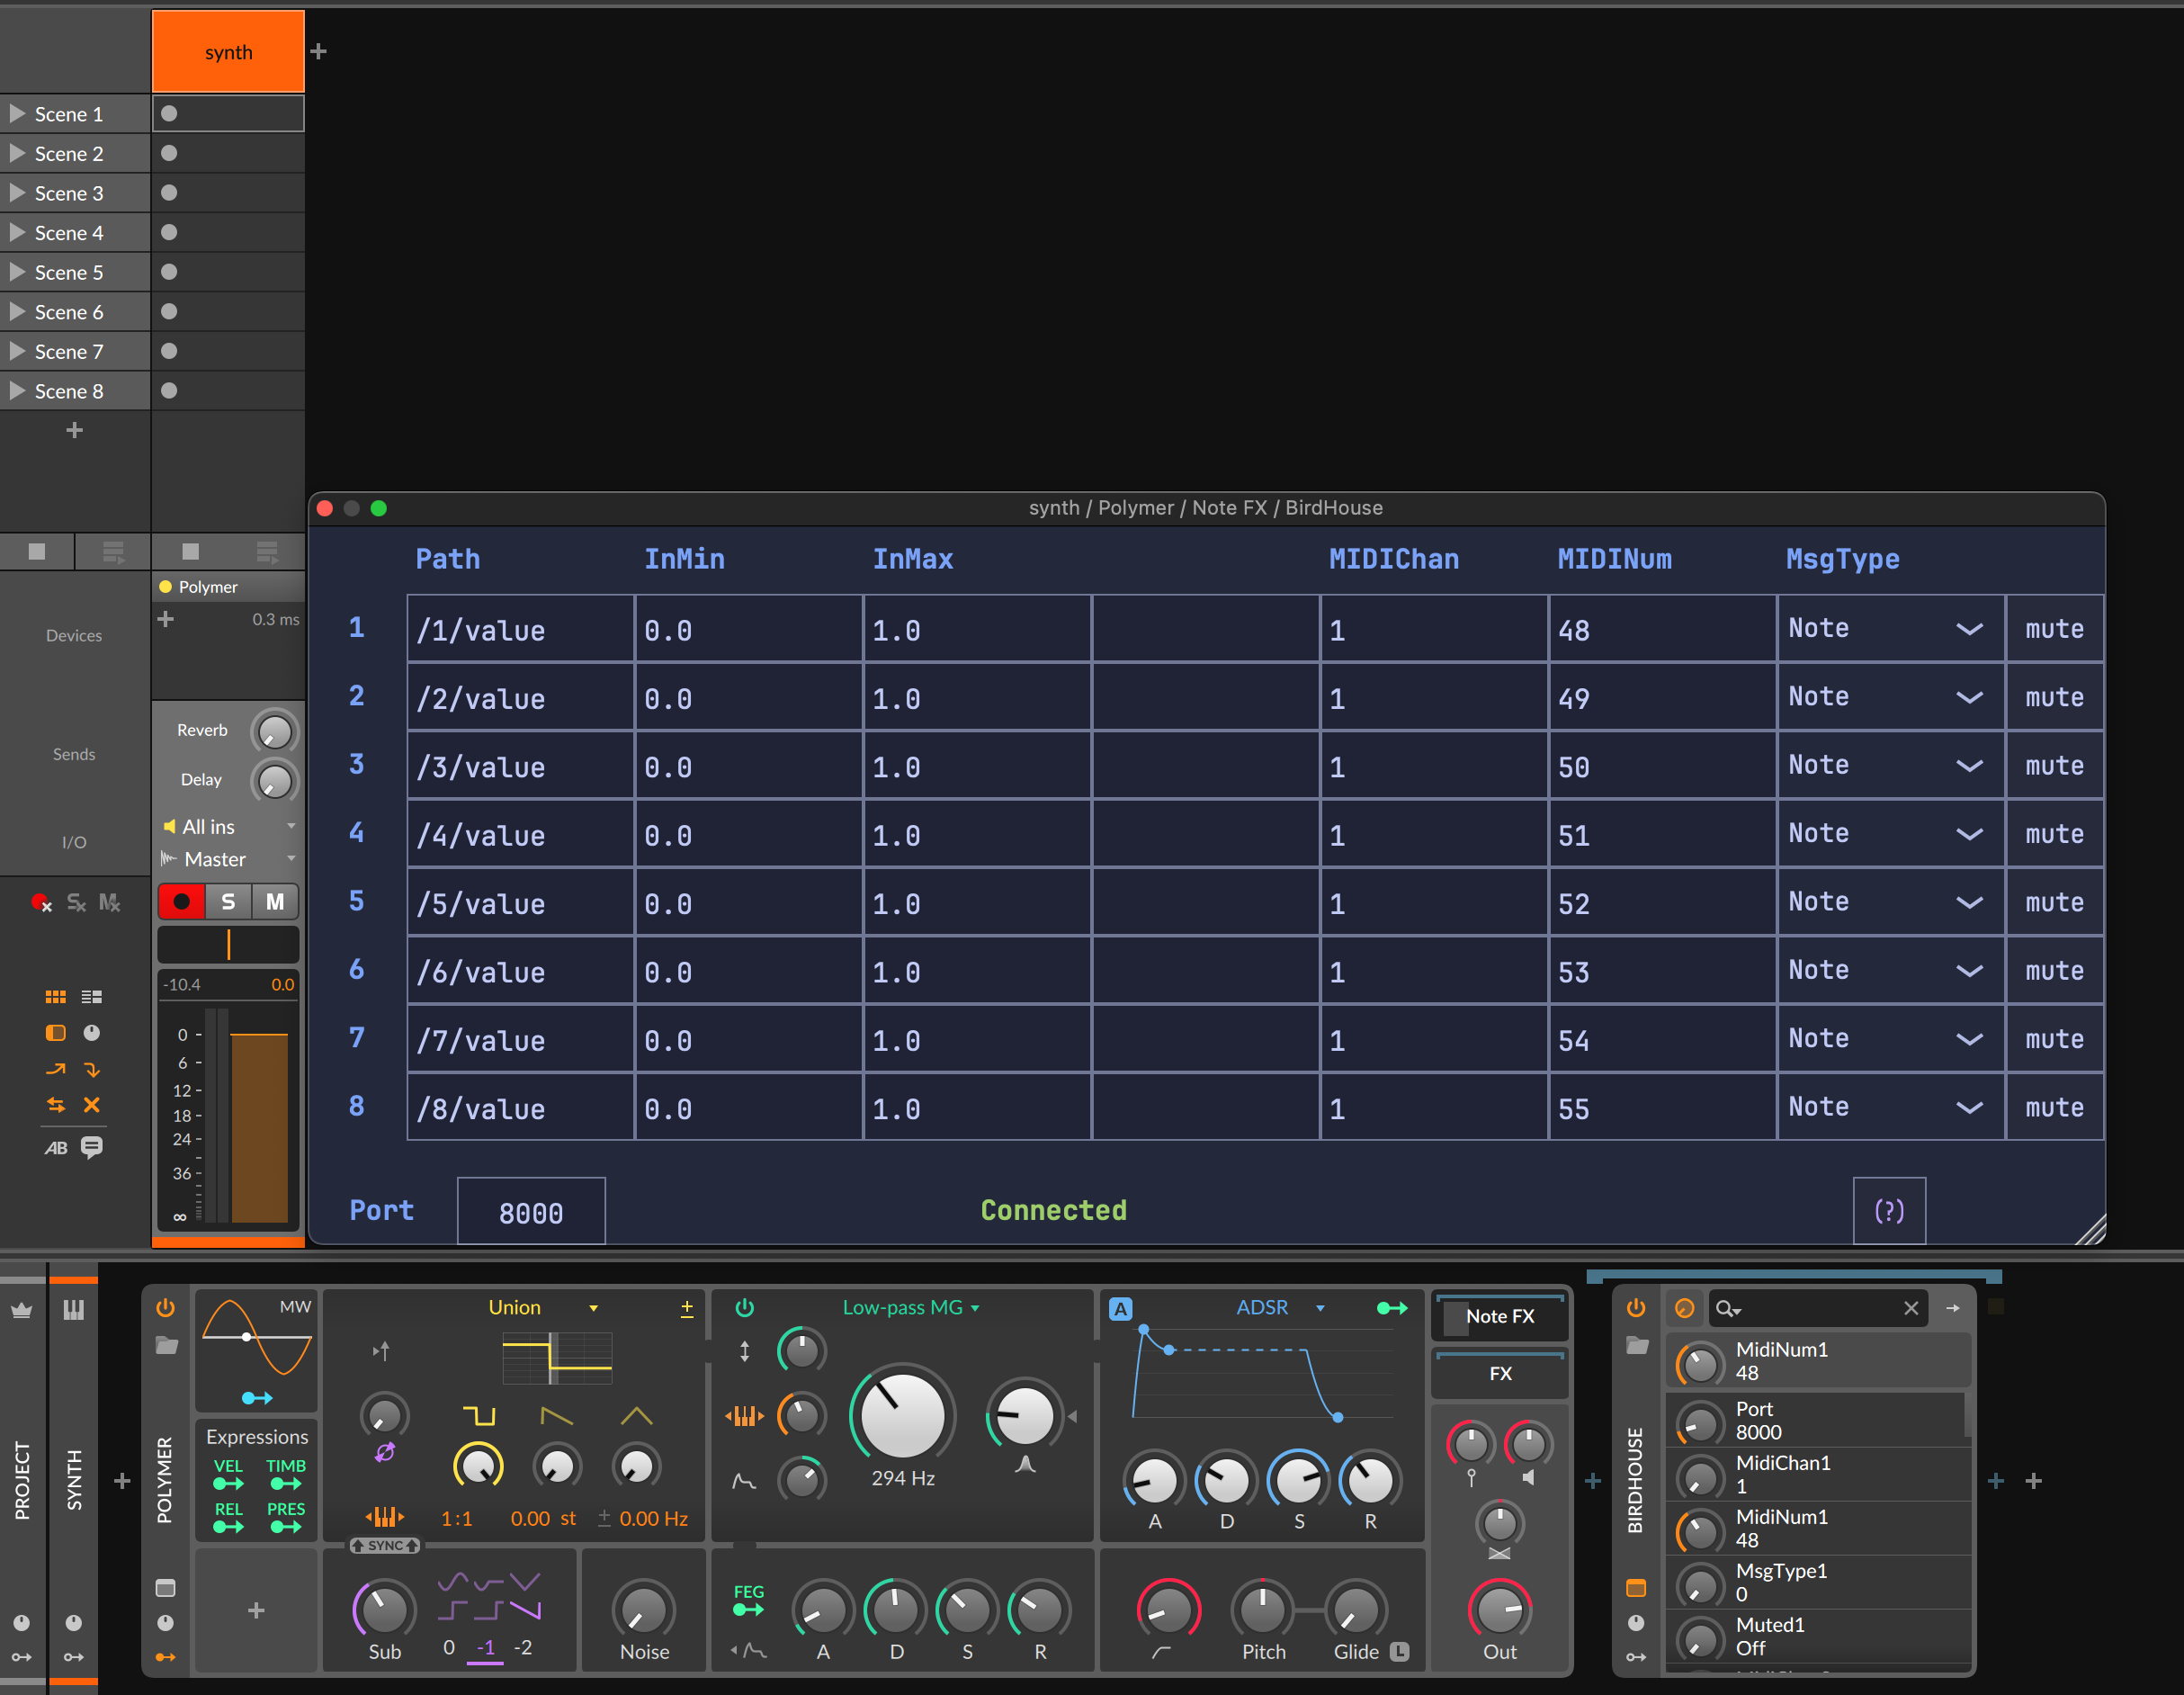 synth
Scene 1
Scene 2
Scene 3
Scene 4
Scene 5
Scene 6
Scene 7
Scene 8
synth / Polymer / Note FX / BirdHouse
Path InMin InMax MIDIChan MIDINum MsgType
1 /1/value 0.0 1.0 1 48 Note mute
2 /2/value 0.0 1.0 1 49 Note mute
3 /3/value 0.0 1.0 1 50 Note mute
4 /4/value 0.0 1.0 1 51 Note mute
5 /5/value 0.0 1.0 1 52 Note mute
6 /6/value 0.0 1.0 1 53 Note mute
7 /7/value 0.0 1.0 1 54 Note mute
8 /8/value 0.0 1.0 1 55 Note mute
Port 8000 Connected (?)
Polymer
0.3 ms
Devices
Reverb
Sends
Delay
All ins
I/O
Master
S M
S M
-10.4 0.0
0
6
12
18
24
36
∞
AB
PROJECT
SYNTH
POLYMER
MW
Expressions
VEL TIMB
REL PRES
Union
1:1 0.00 st ± 0.00 Hz
SYNC
Sub
0 -1 -2
Noise
Low-pass MG
294 Hz
FEG
A D S R
A ADSR
A D S R
Pitch Glide L
Note FX
FX
Out
BIRDHOUSE
MidiNum1
48
Port
8000
MidiChan1
1
MidiNum1
48
MsgType1
0
Muted1
Off